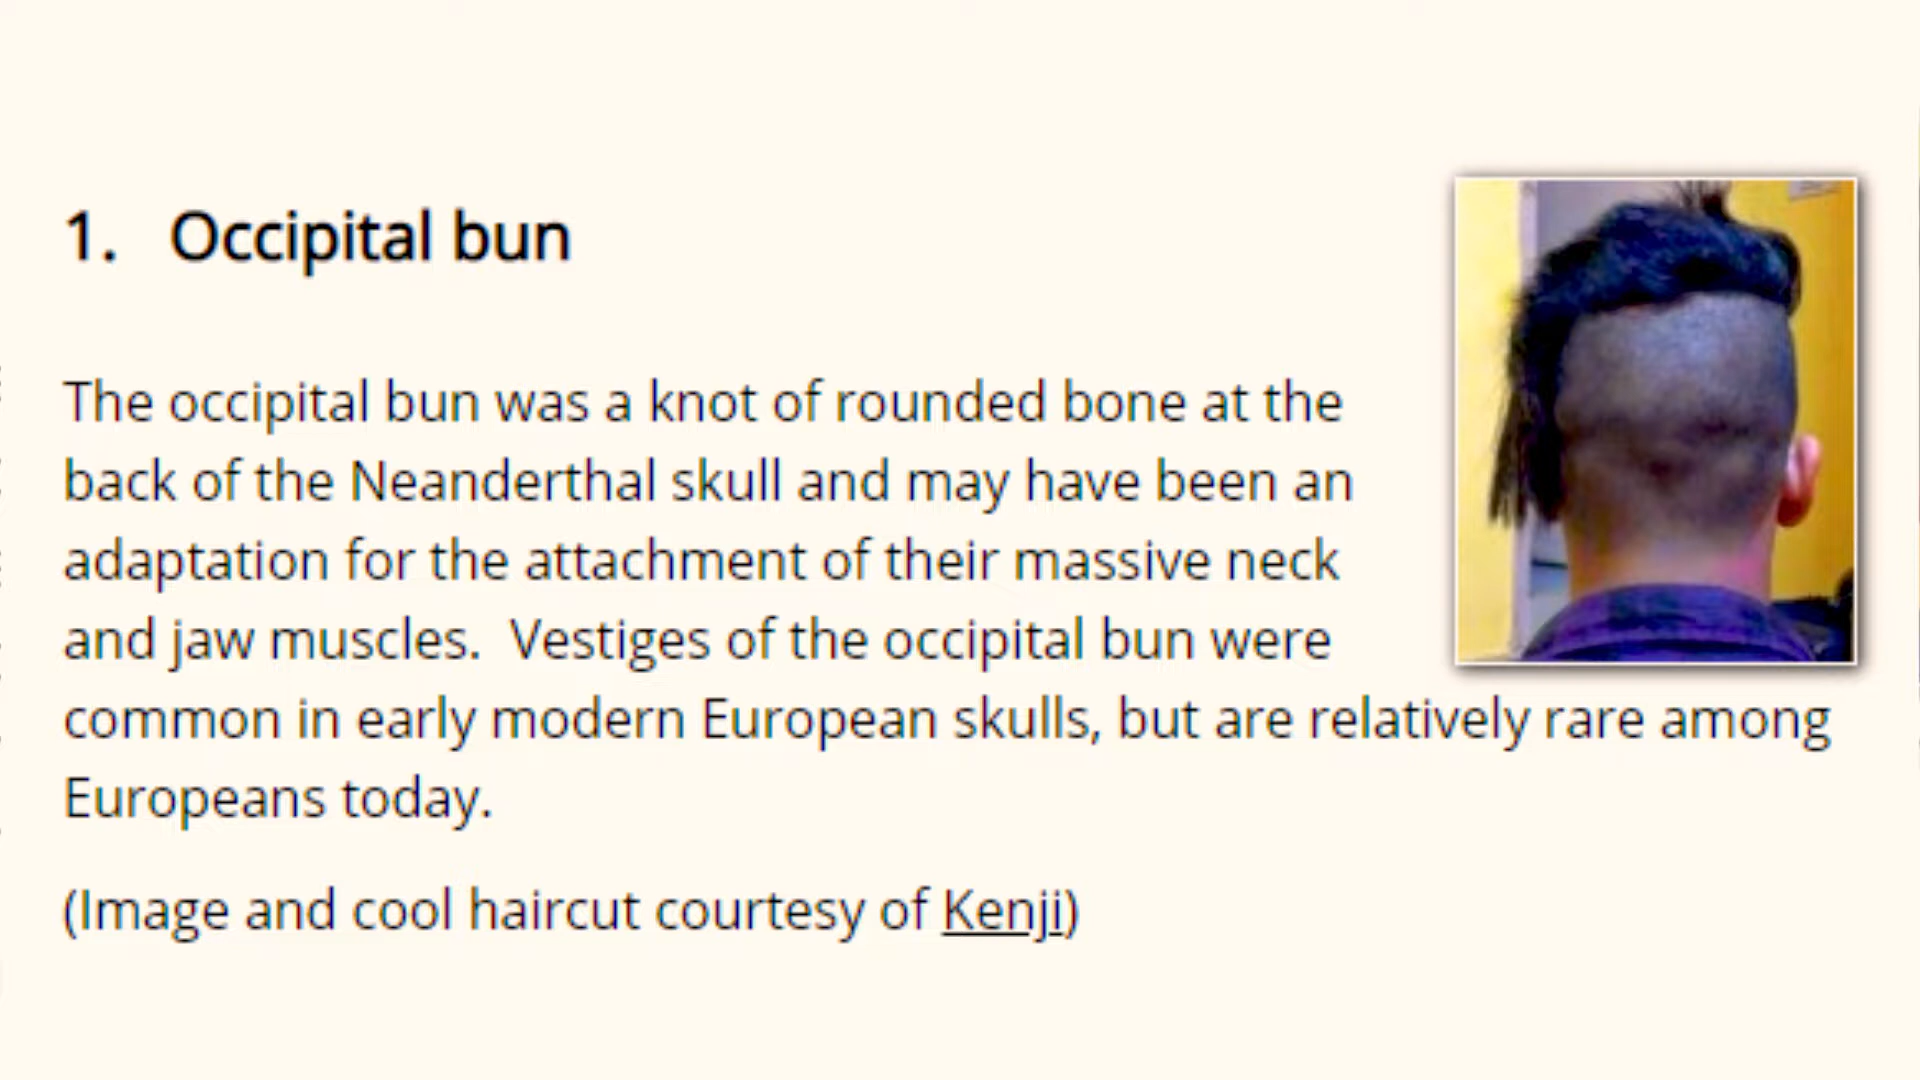 1. Occipital bun
The occipital bun was a knot of rounded bone at the
back of the Neanderthal skull and may have been an
adaptation for the attachment of their massive neck
and jaw muscles. Vestiges of the occipital bun were
common in early modern European skulls, but are relatively rare among
Europeans today.
(Image and cool haircut courtesy of Kenji)